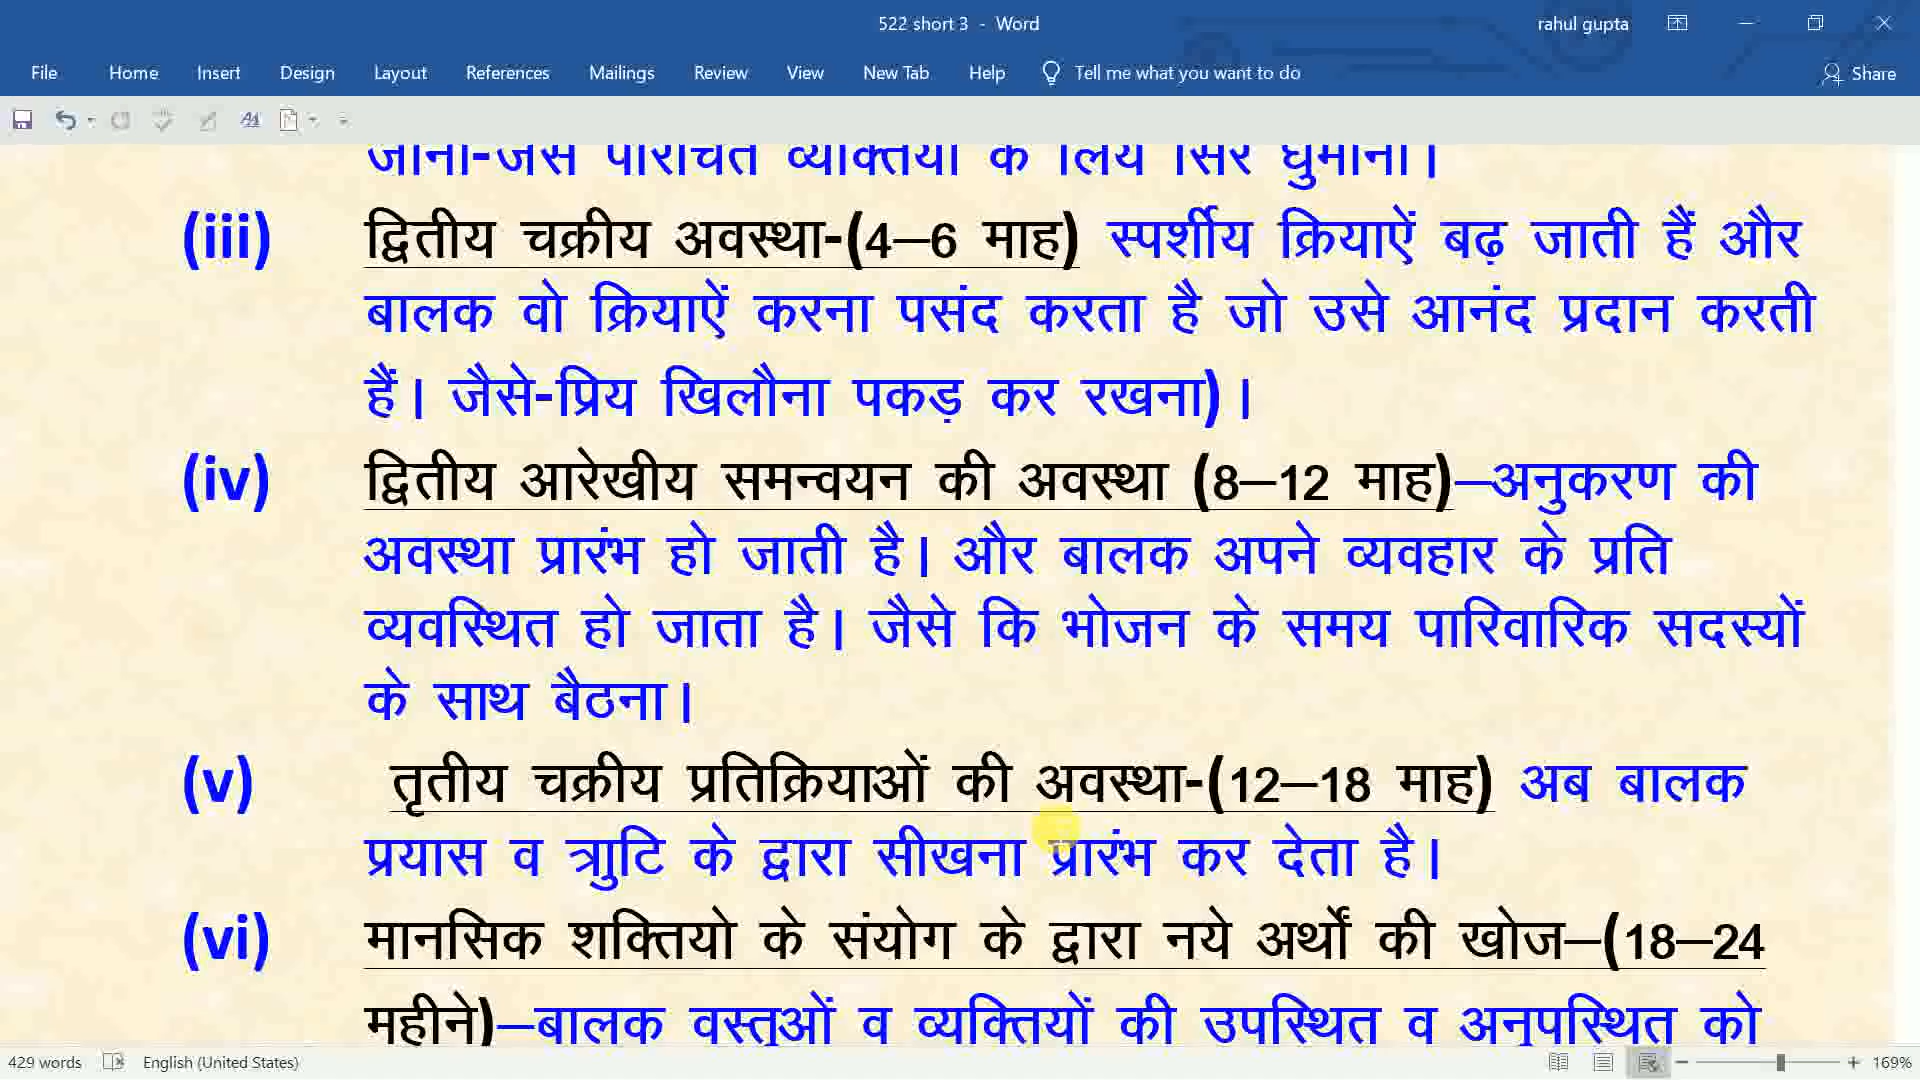 522 short 3 - Word
rahul gupta
File Home Insert Design Layout References Mailings Review View New Tab Help Tell me what you want to do Share
जाना-जैसे परिचित व्यक्तियों के लिये सिर घुमाना।
(iii) द्वितीय चक्रीय अवस्था-(4–6 माह) स्पर्शीय क्रियाऐं बढ़ जाती हैं और
बालक वो क्रियाऐं करना पसंद करता है जो उसे आनंद प्रदान करती
हैं। जैसे-प्रिय खिलौना पकड़ कर रखना)।
(iv) द्वितीय आरेखीय समन्वयन की अवस्था (8–12 माह)–अनुकरण की
अवस्था प्रारंभ हो जाती है। और बालक अपने व्यवहार के प्रति
व्यवस्थित हो जाता है। जैसे कि भोजन के समय पारिवारिक सदस्यों
के साथ बैठना।
(v) तृतीय चक्रीय प्रतिक्रियाओं की अवस्था-(12–18 माह) अब बालक
प्रयास व त्राुटि के द्वारा सीखना प्रारंभ कर देता है।
(vi) मानसिक शक्तियो के संयोग के द्वारा नये अर्थों की खोज–(18–24
महीने)–बालक वस्तुओं व व्यक्तियों की उपस्थित व अनुपस्थित को
429 words English (United States) 169%